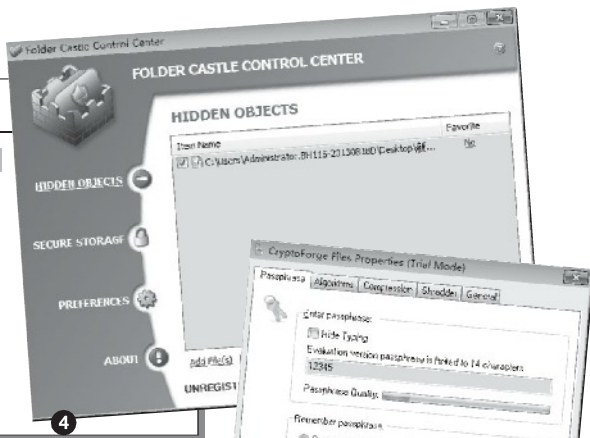 Folder Castle Control Center
FOLDER CASTLE CONTROL CENTER
HIDDEN OBJECTS
Item Name Favorite
No
HIDDEN OBJECTS
SECURE STORAGE
PREFERENCES
ABOUT
Add File(s)
UNREGIST
4
CryptoForge Files Properties (Trial Mode)
Passphrase Algorithms Compression Shredder General
Enter passphrase:
Hide Typing
Evaluation version passphrase is limited to 14 characters
12345
Passphrase Quality:
Remember passphrase